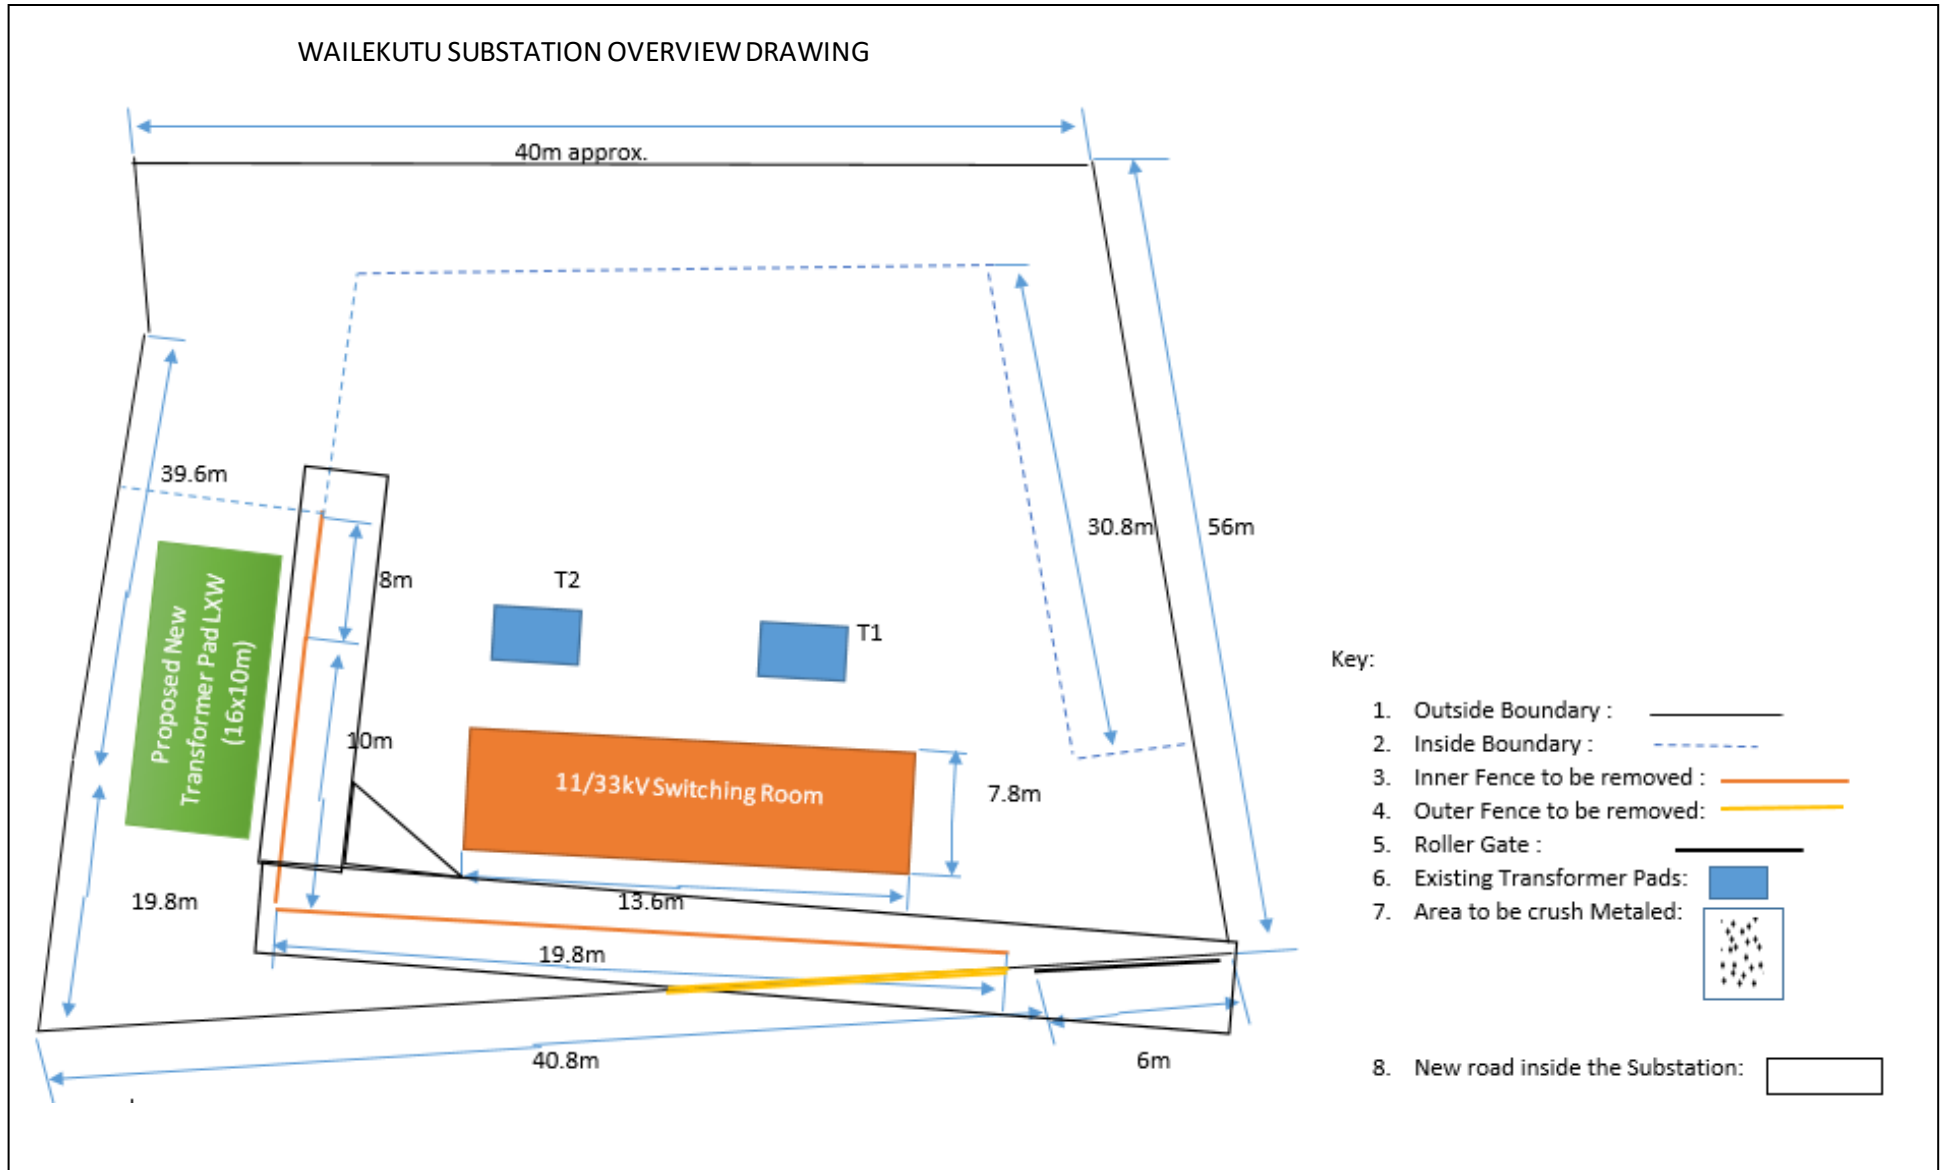 WAILEKUTU SUBSTATION OVERVIEW DRAWING
40m approx.
39.6m
30.8m
56m
8m
T2
T1
Proposed New
Transformer Pad LXW
(16x10m)
10m
11/33kV Switching Room
7.8m
19.8m
13.6m
19.8m
40.8m
6m
Key:
1. Outside Boundary :
2. Inside Boundary :
3. Inner Fence to be removed :
4. Outer Fence to be removed:
5. Roller Gate :
6. Existing Transformer Pads:
7. Area to be crush Metaled:
8. New road inside the Substation: